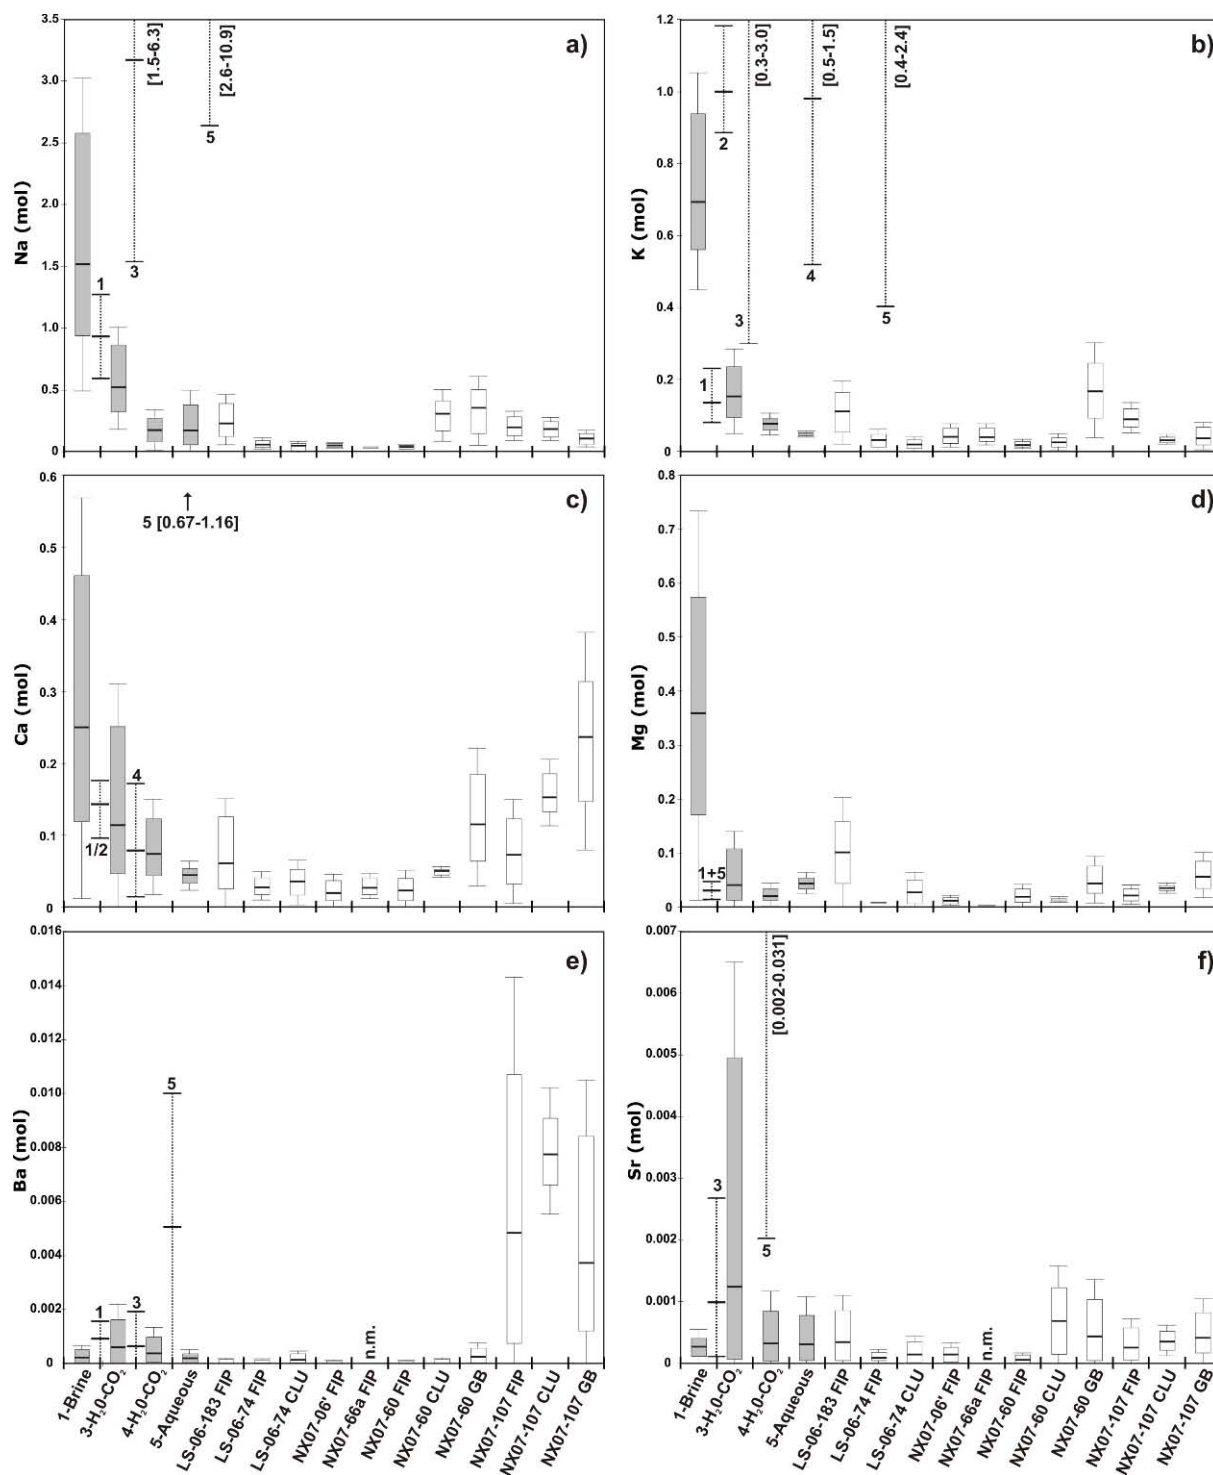 a)
Na (mol)
3.5
3.0
2.5
2.0
1.5
1.0
0.5
0
[1.5-6.3]
[2.6-10.9]
1
3
5
b)
K (mol)
1.2
1.0
0.8
0.6
0.4
0.2
0
[0.3-3.0]
[0.5-1.5]
[0.4-2.4]
2
3
1
4
5
c)
Ca (mol)
0.6
0.5
0.4
0.3
0.2
0.1
0
5 [0.67-1.16]
4
1/2
d)
Mg (mol)
0.8
0.7
0.6
0.5
0.4
0.3
0.2
0.1
0
1+5
e)
Ba (mol)
0.016
0.014
0.012
0.010
0.008
0.006
0.004
0.002
0
1
3
5
n.m.
1-Brine
3-H₂0-CO₂
4-H₂0-CO₂
5-Aqueous
LS-06-183 FIP
LS-06-74 FIP
LS-06-74 CLU
NX07-06' FIP
NX07-66a FIP
NX07-60 FIP
NX07-60 CLU
NX07-60 GB
NX07-107 FIP
NX07-107 CLU
NX07-107 GB
f)
Sr (mol)
0.007
0.006
0.005
0.004
0.003
0.002
0.001
0
[0.002-0.031]
3
5
n.m.
1-Brine
3-H₂0-CO₂
4-H₂0-CO₂
5-Aqueous
LS-06-183 FIP
LS-06-74 FIP
LS-06-74 CLU
NX07-06' FIP
NX07-66a FIP
NX07-60 FIP
NX07-60 CLU
NX07-60 GB
NX07-107 FIP
NX07-107 CLU
NX07-107 GB